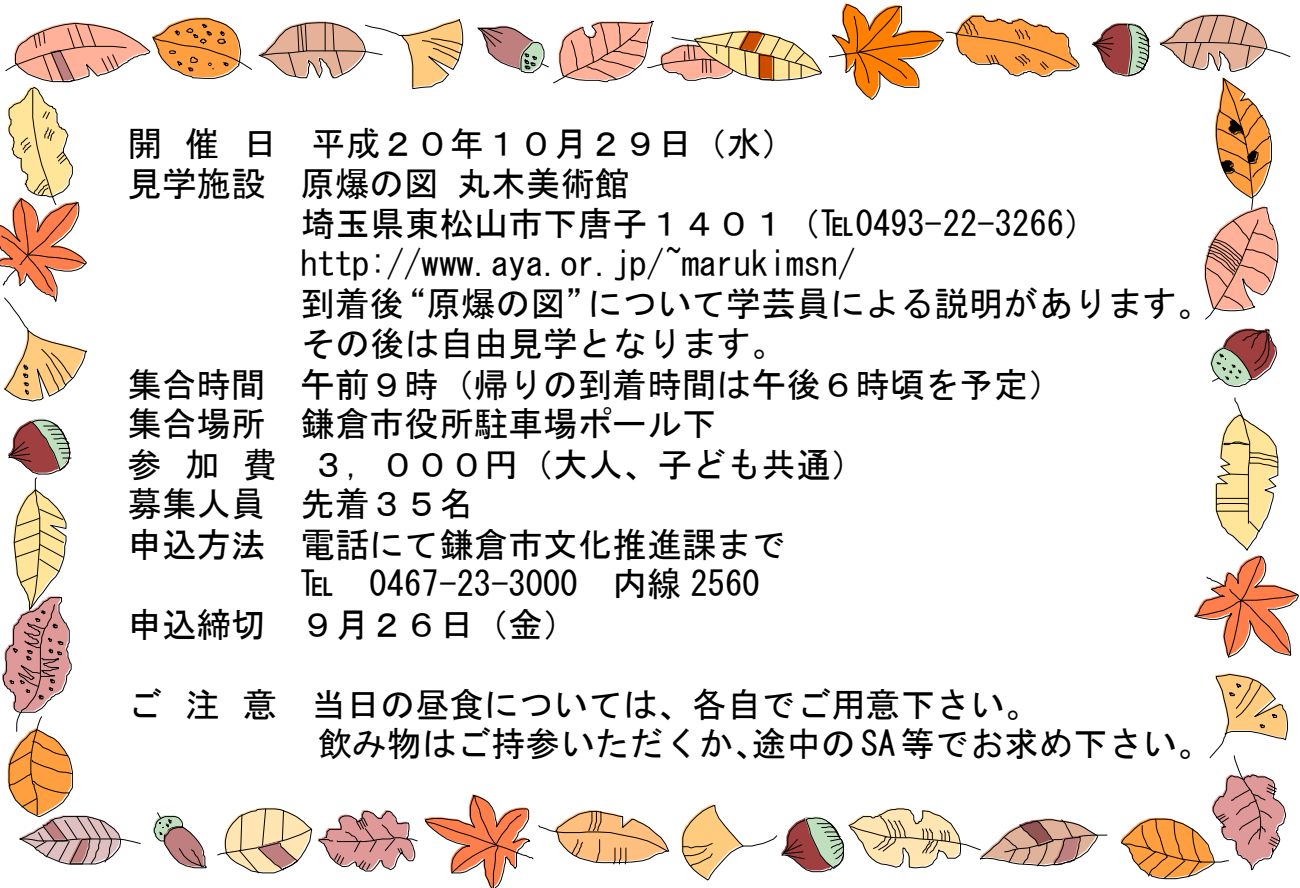 開 催 日　平成２０年１０月２９日（水）
見学施設　原爆の図 丸木美術館
埼玉県東松山市下唐子１４０１（℡0493-22-3266）
http://www.aya.or.jp/~marukimsn/
到着後“原爆の図”について学芸員による説明があります。
その後は自由見学となります。
集合時間　午前９時（帰りの到着時間は午後６時頃を予定）
集合場所　鎌倉市役所駐車場ポール下
参 加 費　３，０００円（大人、子ども共通）
募集人員　先着３５名
申込方法　電話にて鎌倉市文化推進課まで
℡　0467-23-3000　内線 2560
申込締切　９月２６日（金）
ご 注 意　当日の昼食については、各自でご用意下さい。
飲み物はご持参いただくか、途中のSA等でお求め下さい。